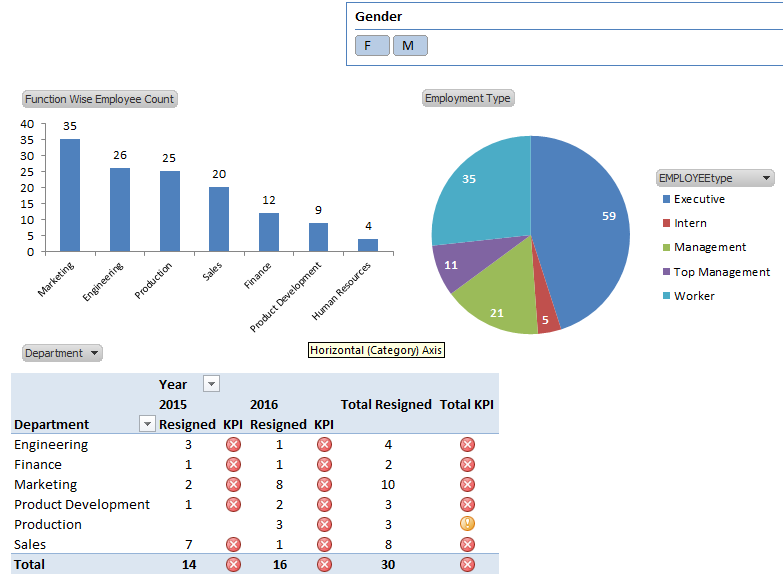 Gender
F M
Function Wise Employee Count
Employment Type
40
35
30
25
20
15
10
5
0
35
26
25
20
12
9
4
Marketing
Engineering
Production
Sales
Finance
Product Development
Human Resources
59
5
21
11
35
EMPLOYEEtype
Executive
Intern
Management
Top Management
Worker
Department
Horizontal (Category) Axis
Year
2015 2016 Total Resigned Total KPI
Department Resigned KPI Resigned KPI
Engineering 3 1 4
Finance 1 1 2
Marketing 2 8 10
Product Development 1 2 3
Production 3 3
Sales 7 1 8
Total 14 16 30